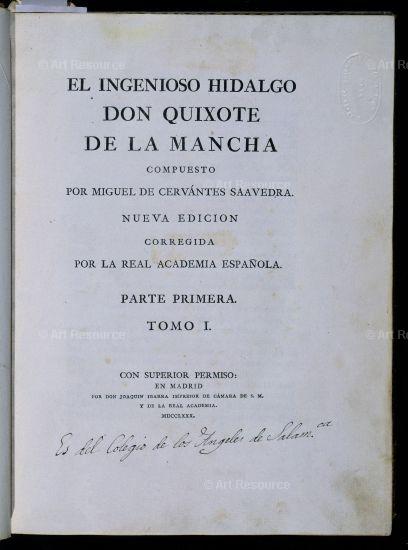 EL INGENIOSO HIDALGO
DON QUIXOTE
DE LA MANCHA
COMPUESTO
POR MIGUEL DE CERVÁNTES SAAVEDRA.
NUEVA EDICION
CORREGIDA
POR LA REAL ACADEMIA ESPAÑOLA.
PARTE PRIMERA.
TOMO I.
CON SUPERIOR PERMISO:
EN MADRID
POR DON JOAQUIN IBARRA IMPRESOR DE CÁMARA DE S. M.
Y DE LA REAL ACADEMIA.
MDCCLXXX.
Es del Colegio de los Angeles de Salam.ca
© Art Resource
© Art Resource
© Art Resource
© Art Resource
© Art Resource
© Art Resource